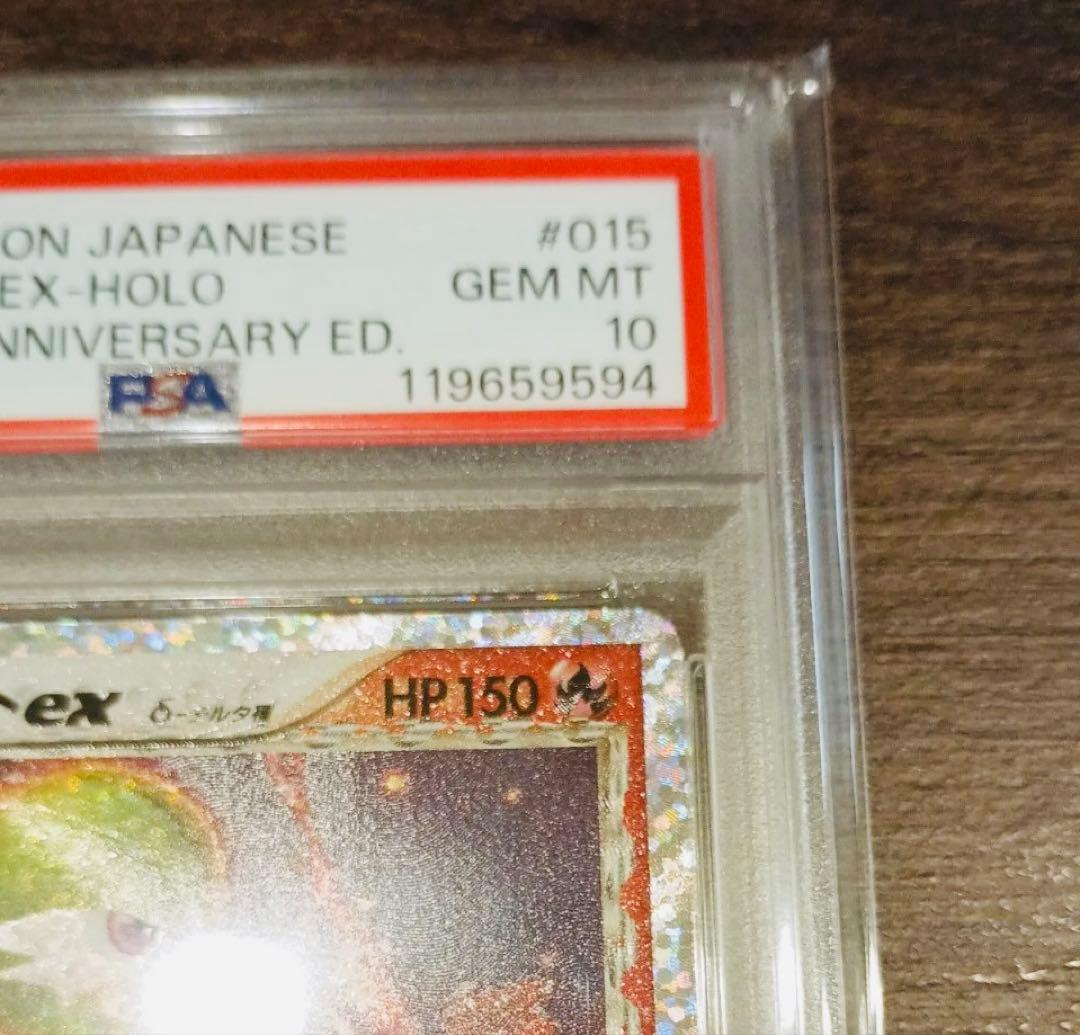 ON JAPANESE #015
EX-HOLO GEM MT
NNIVERSARY ED. 10
PSA 119659594
ex δ-デルタ種 HP 150